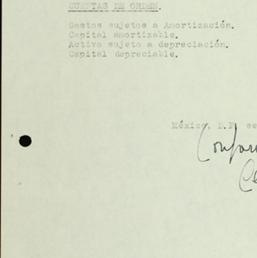 CUENTAS DE ORDEN.
Gastos sujetos a Amortización.
Capital amortizable.
Activo sujeto a depreciación.
Capital depreciable.
México, D.F.